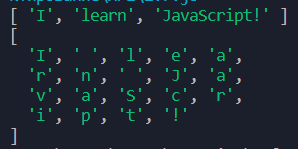 [ 'I', 'learn', 'JavaScript!' ]
[
'I', ' ', 'l', 'e', 'a',
'r', 'n', ' ', 'J', 'a',
'v', 'a', 'S', 'c', 'r',
'i', 'p', 't', '!'
]